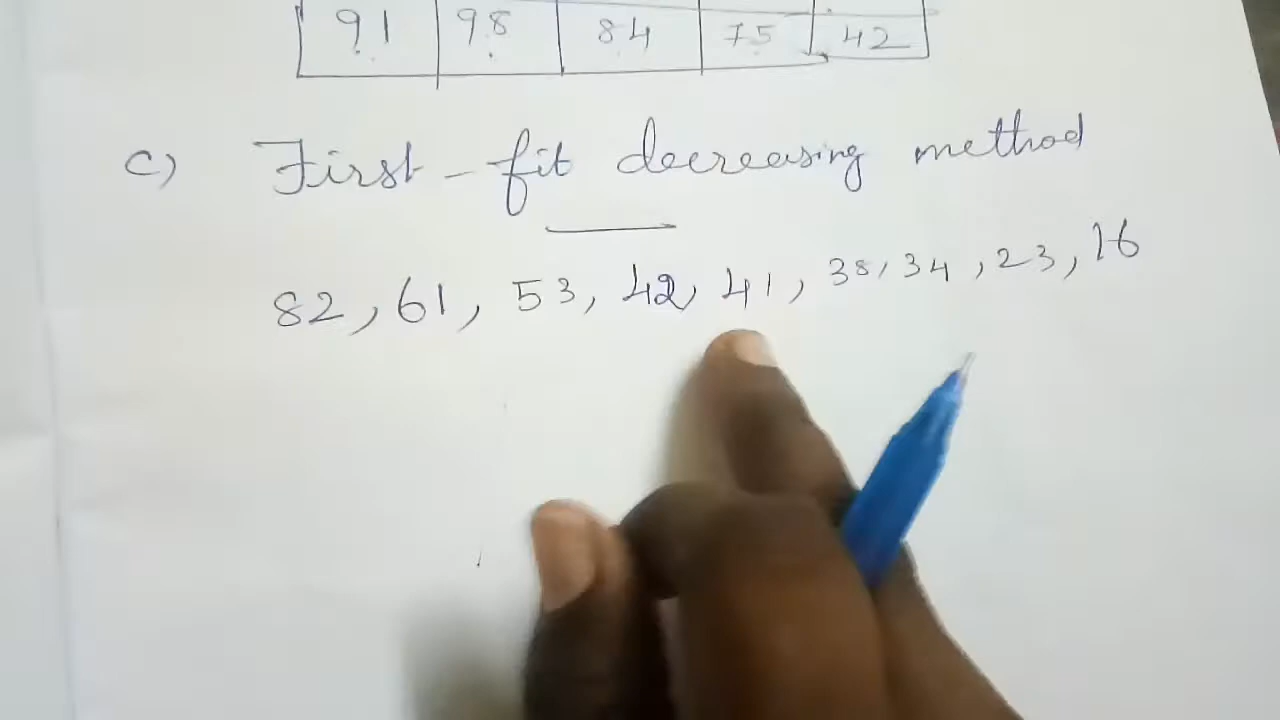 91 98 84 75 42
c) First-fit decreasing method
82, 61, 53, 42, 41, 38, 34, 23, 16